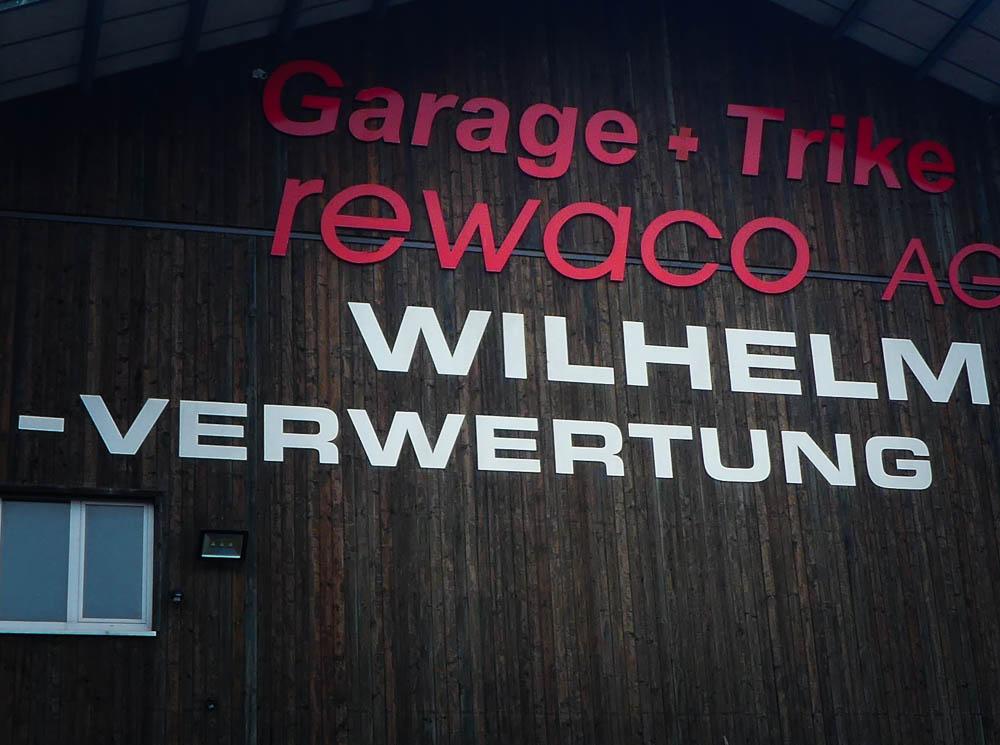 Garage + Trike
rewaco AG
WILHELM
-VERWERTUNG